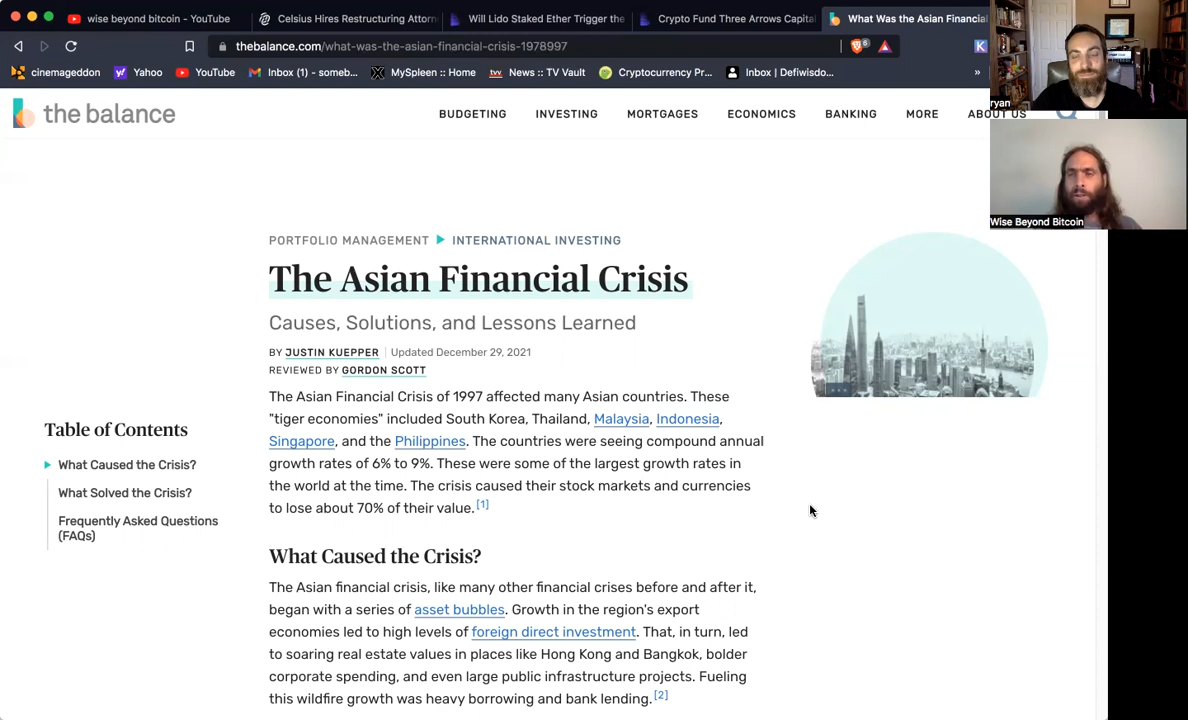 wise beyond bitcoin - YouTube
Celsius Hires Restructuring Attorn
Will Lido Staked Ether Trigger the
Crypto Fund Three Arrows Capital
What Was the Asian Financial
thebalance.com/what-was-the-asian-financial-crisis-1978997
6
K
cinemageddon
Yahoo
YouTube
Inbox (1) - someb...
MySpleen :: Home
tvv
News :: TV Vault
Cryptocurrency Pr...
Inbox | Defiwisdo...
»
ryan
Wise Beyond Bitcoin
the balance
BUDGETING INVESTING MORTGAGES ECONOMICS BANKING MORE ABOUT US
PORTFOLIO MANAGEMENT ▶ INTERNATIONAL INVESTING
The Asian Financial Crisis
Causes, Solutions, and Lessons Learned
BY JUSTIN KUEPPER | Updated December 29, 2021
REVIEWED BY GORDON SCOTT
The Asian Financial Crisis of 1997 affected many Asian countries. These
"tiger economies" included South Korea, Thailand, Malaysia, Indonesia,
Singapore, and the Philippines. The countries were seeing compound annual
growth rates of 6% to 9%. These were some of the largest growth rates in
the world at the time. The crisis caused their stock markets and currencies
to lose about 70% of their value. [1]
Table of Contents
What Caused the Crisis?
What Solved the Crisis?
Frequently Asked Questions
(FAQs)
What Caused the Crisis?
The Asian financial crisis, like many other financial crises before and after it,
began with a series of asset bubbles. Growth in the region's export
economies led to high levels of foreign direct investment. That, in turn, led
to soaring real estate values in places like Hong Kong and Bangkok, bolder
corporate spending, and even large public infrastructure projects. Fueling
this wildfire growth was heavy borrowing and bank lending. [2]